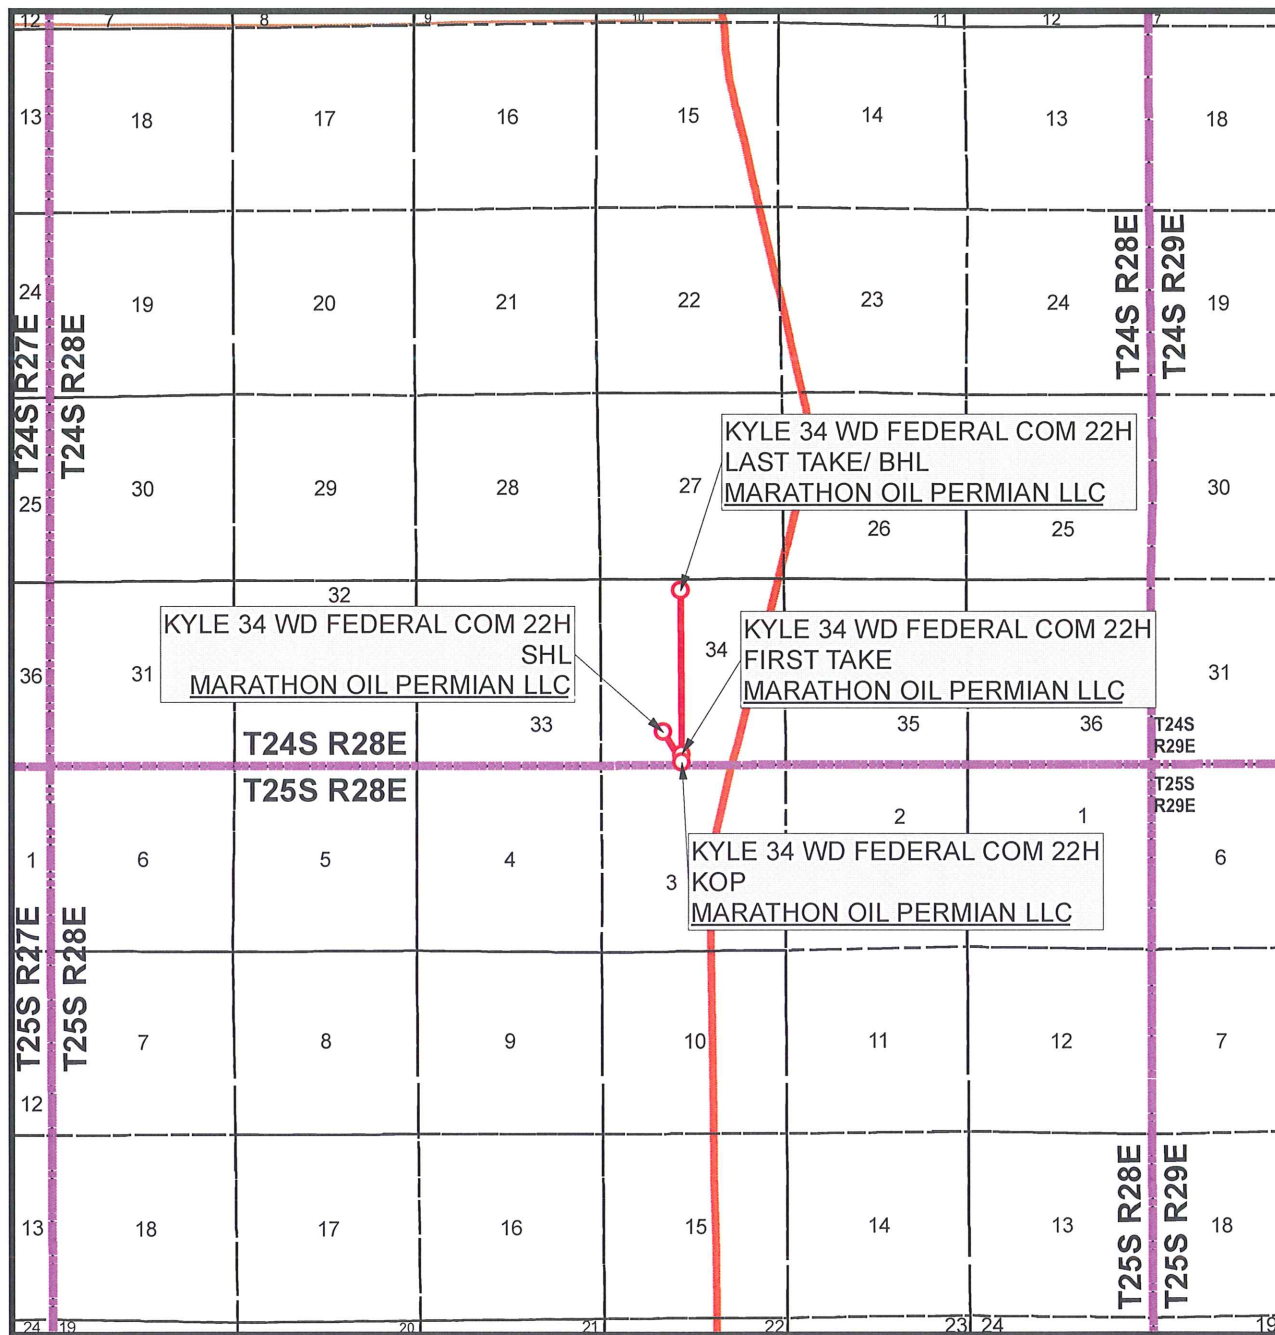 12 7 8 9 10 11 12 7
13 18 17 16 15 14 13 18
24 19 20 21 22 23 24 19
T24S R27E
T24S R28E
T24S R28E
T24S R29E
KYLE 34 WD FEDERAL COM 22H
LAST TAKE/ BHL
MARATHON OIL PERMIAN LLC
25 30 29 28 27 26 25 30
32
KYLE 34 WD FEDERAL COM 22H
SHL
MARATHON OIL PERMIAN LLC
KYLE 34 WD FEDERAL COM 22H
FIRST TAKE
MARATHON OIL PERMIAN LLC
36 31 33 34 35 36 31
T24S R28E
T25S R28E
T24S
R29E
T25S
R29E
2 1
1 6 5 4 3 6
KYLE 34 WD FEDERAL COM 22H
KOP
MARATHON OIL PERMIAN LLC
T25S R27E
T25S R28E
7 8 9 10 11 12 7
12
T25S R28E
T25S R29E
13 18 17 16 15 14 13 18
24 19 20 21 22 23 24 19